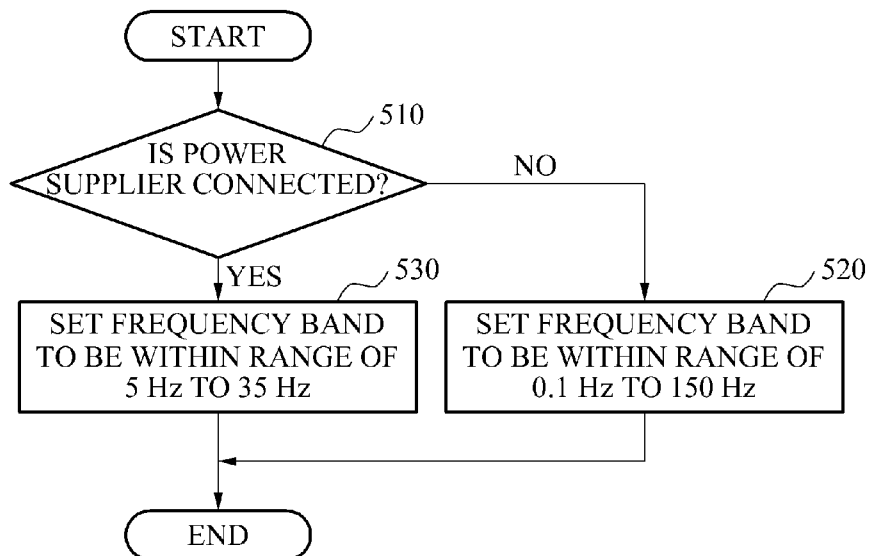 START
510
IS POWER
SUPPLIER CONNECTED?
NO
YES
530
520
SET FREQUENCY BAND
TO BE WITHIN RANGE OF
5 Hz TO 35 Hz
SET FREQUENCY BAND
TO BE WITHIN RANGE OF
0.1 Hz TO 150 Hz
END